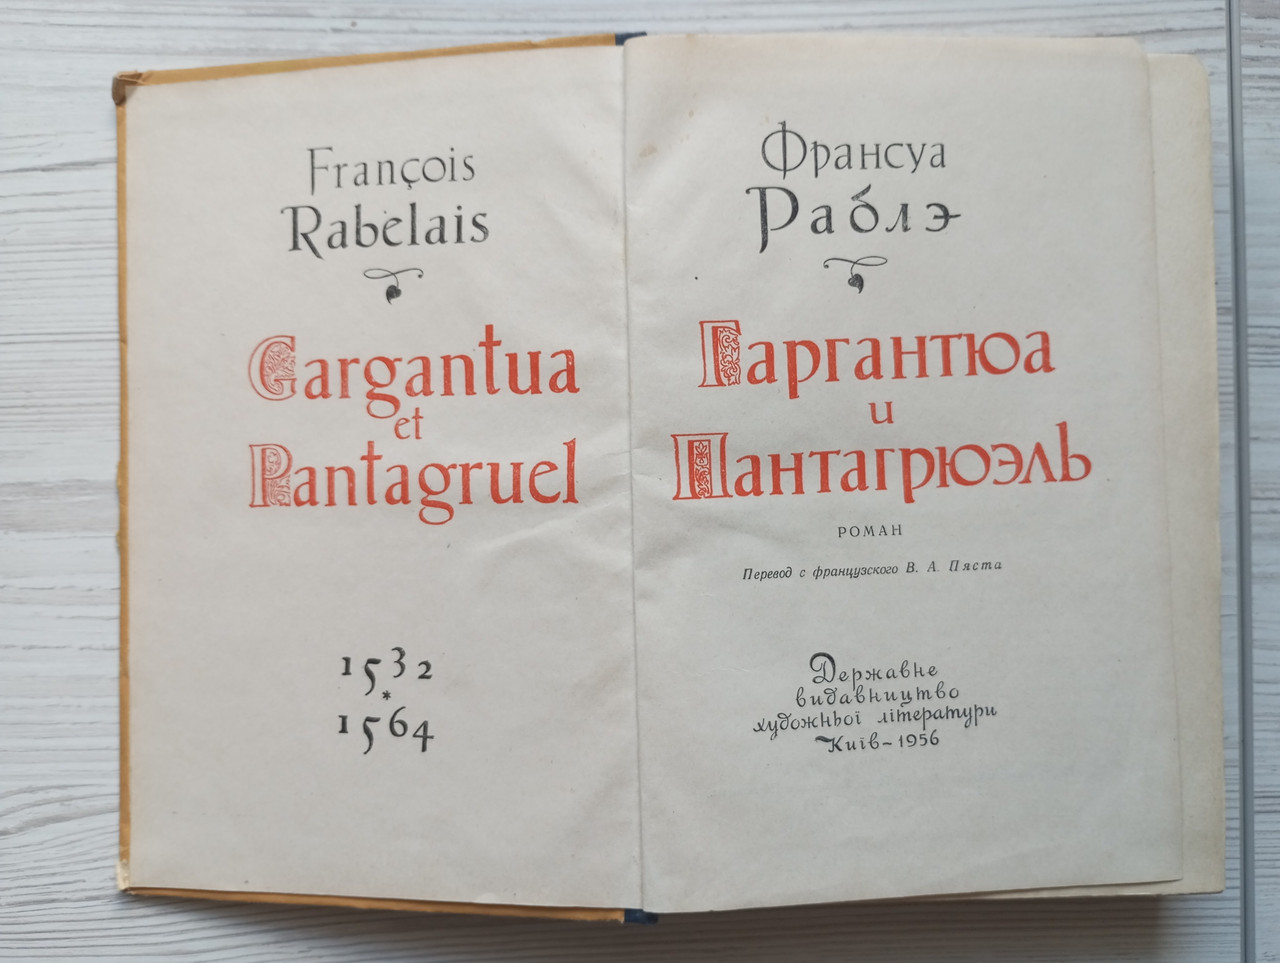 François
Rabelais
Gargantua
et
Pantagruel
1532
*
1564
Франсуа
Раблэ
Гаргантюа
и
Пантагрюэль
РОМАН
Перевод с французского В. А. Пяста
Державне
видавництво
художньої літератури
Київ – 1956